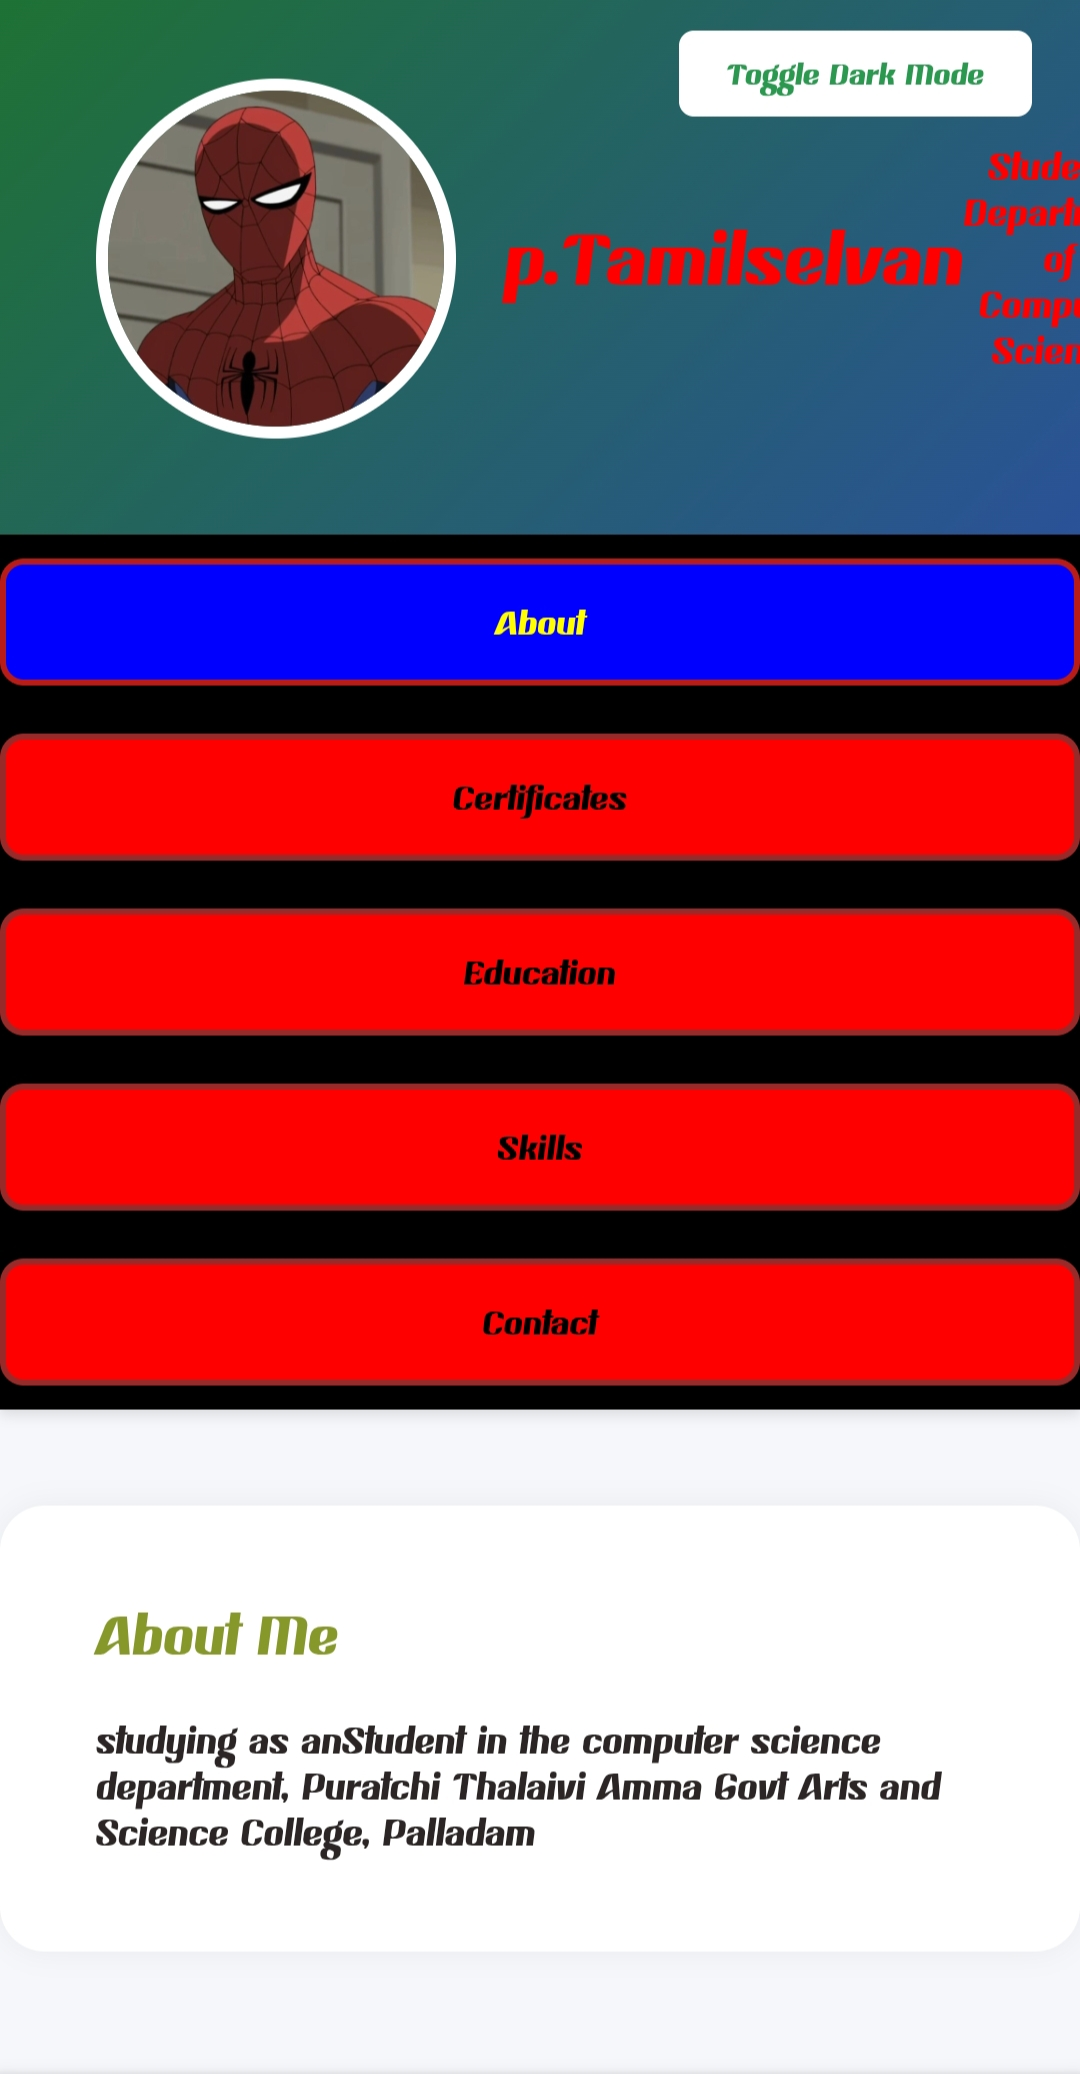 Toggle Dark Mode
p.Tamilselvan
of
About
Certificates
Education
Skills
Contact
About Me
studying as anStudent in the computer science
department, Puratchi Thalaivi Amma Govt Arts and
Science College, Palladam